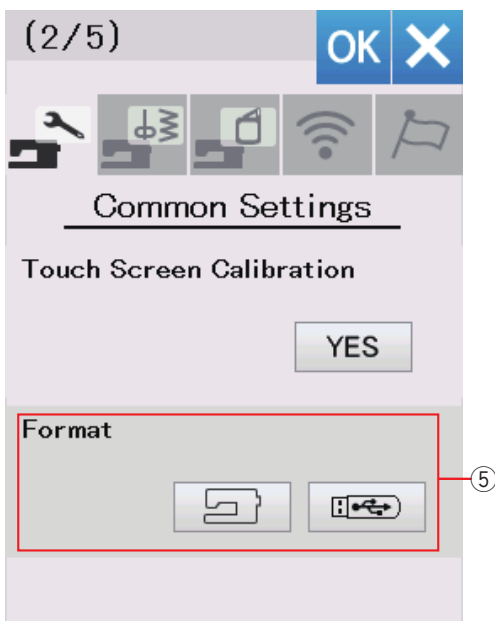 (2/5)
OK
Common Settings
Touch Screen Calibration
YES
Format
⑤